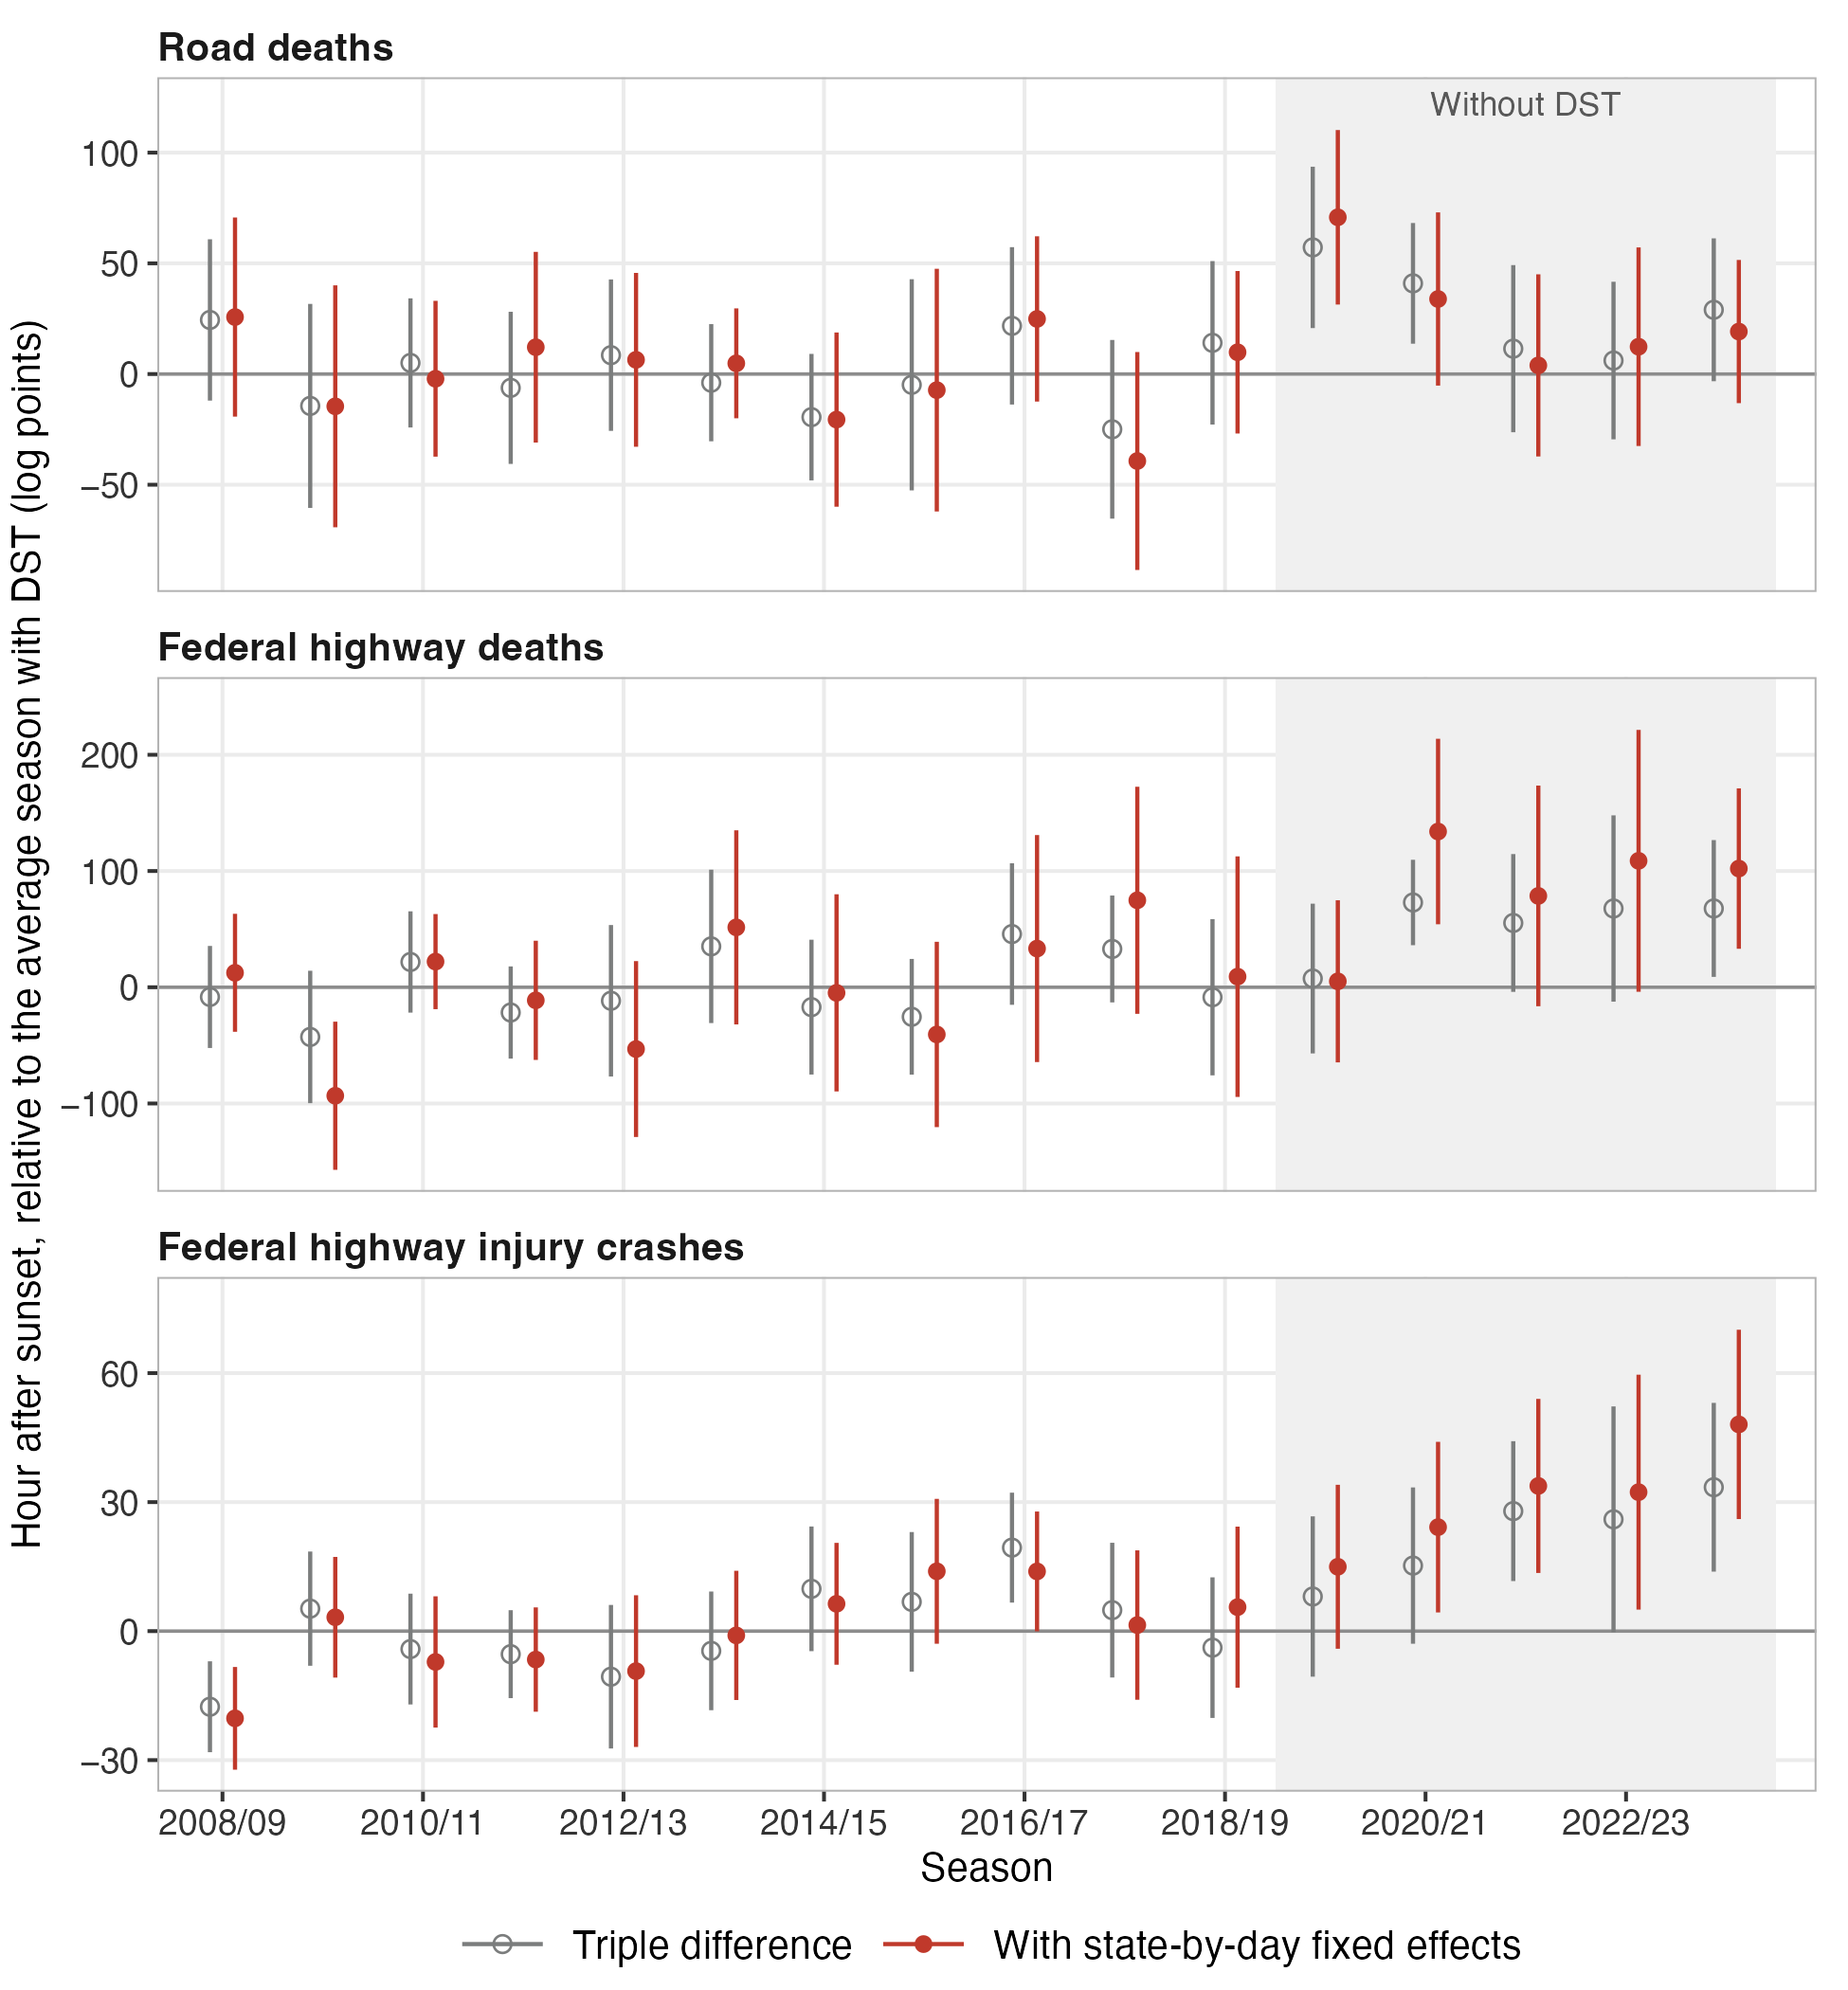 Road deaths
Without DST
100
50
0
−50
Hour after sunset, relative to the average season with DST (log points)
Federal highway deaths
200
100
0
−100
Federal highway injury crashes
60
30
0
−30
2008/09 2010/11 2012/13 2014/15 2016/17 2018/19 2020/21 2022/23
Season
Triple difference With state-by-day fixed effects